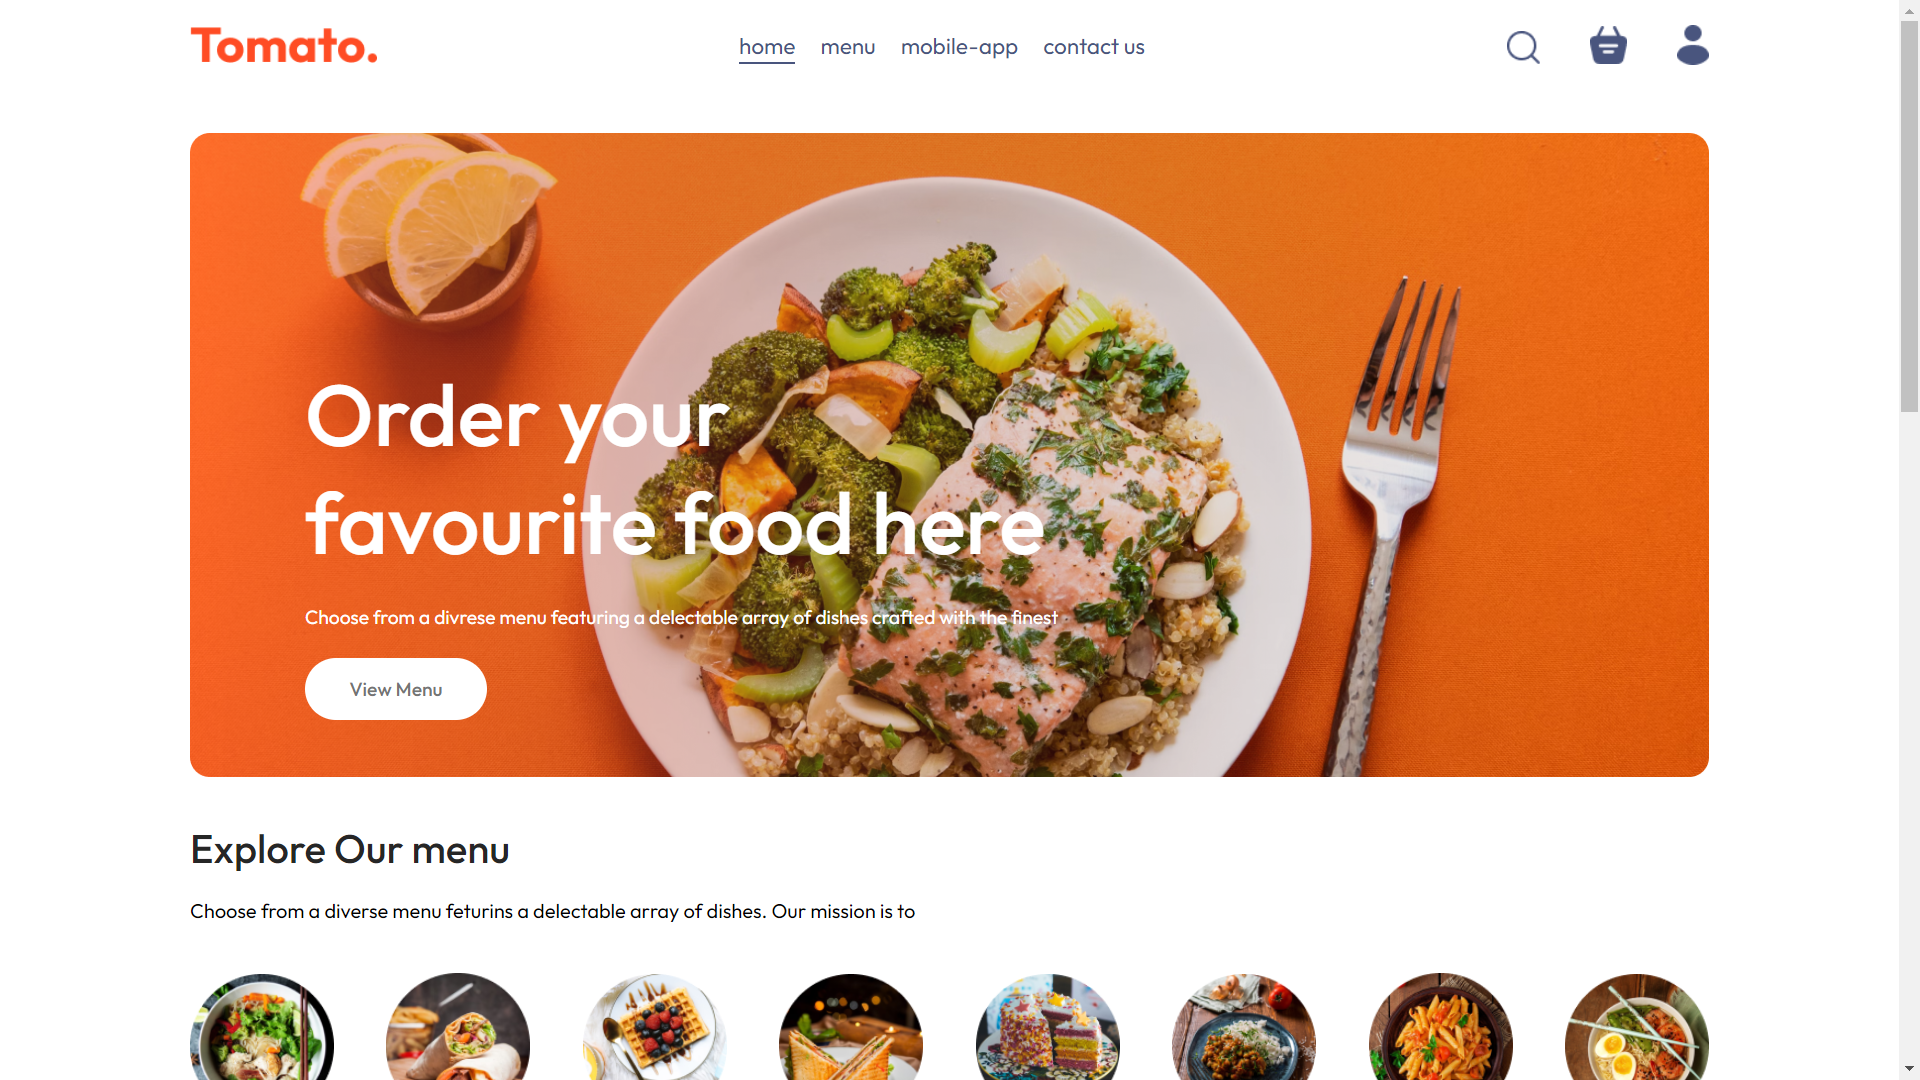 Tomato.
home menu mobile-app contact us
Order your
favourite food here
Choose from a divrese menu featuring a delectable array of dishes crafted with the finest
View Menu
Explore Our menu
Choose from a diverse menu feturins a delectable array of dishes. Our mission is to